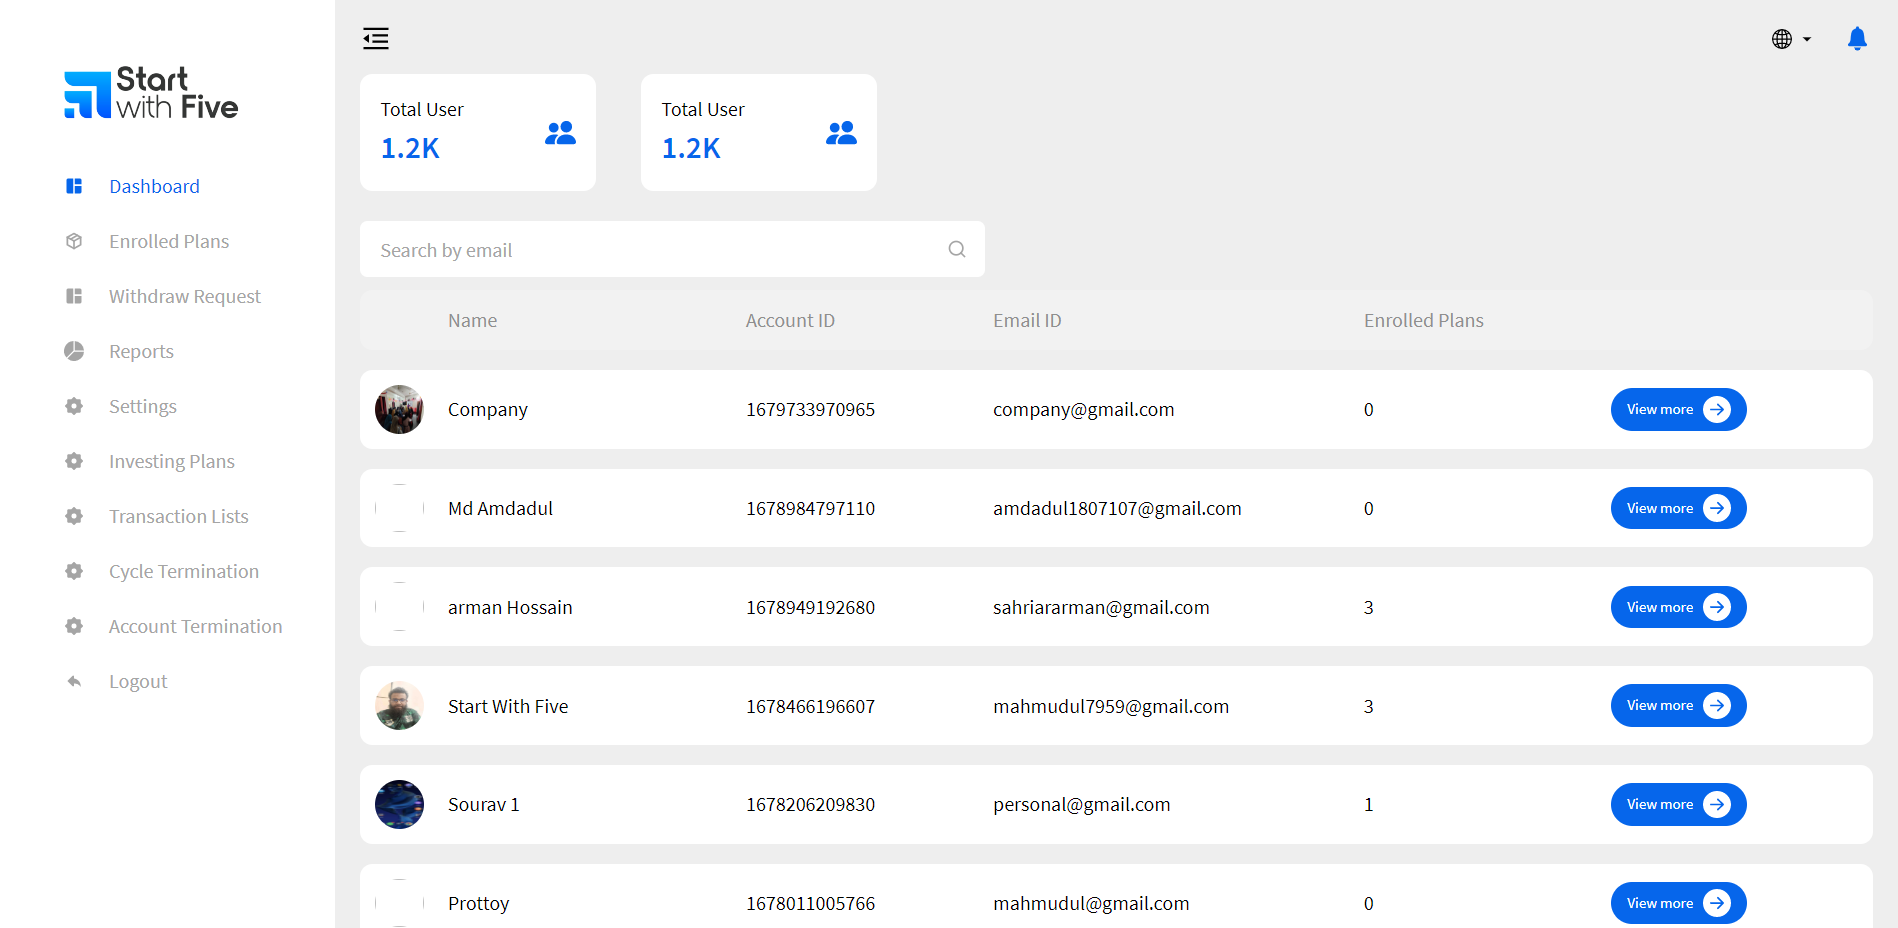 Start
with Five
Dashboard
Enrolled Plans
Withdraw Request
Reports
Settings
Investing Plans
Transaction Lists
Cycle Termination
Account Termination
Logout
Total User
1.2K
Total User
1.2K
Search by email
Name Account ID Email ID Enrolled Plans
Company 1679733970965 company@gmail.com 0 View more
Md Amdadul 1678984797110 amdadul1807107@gmail.com 0 View more
arman Hossain 1678949192680 sahriararman@gmail.com 3 View more
Start With Five 1678466196607 mahmudul7959@gmail.com 3 View more
Sourav 1 1678206209830 personal@gmail.com 1 View more
Prottoy 1678011005766 mahmudul@gmail.com 0 View more